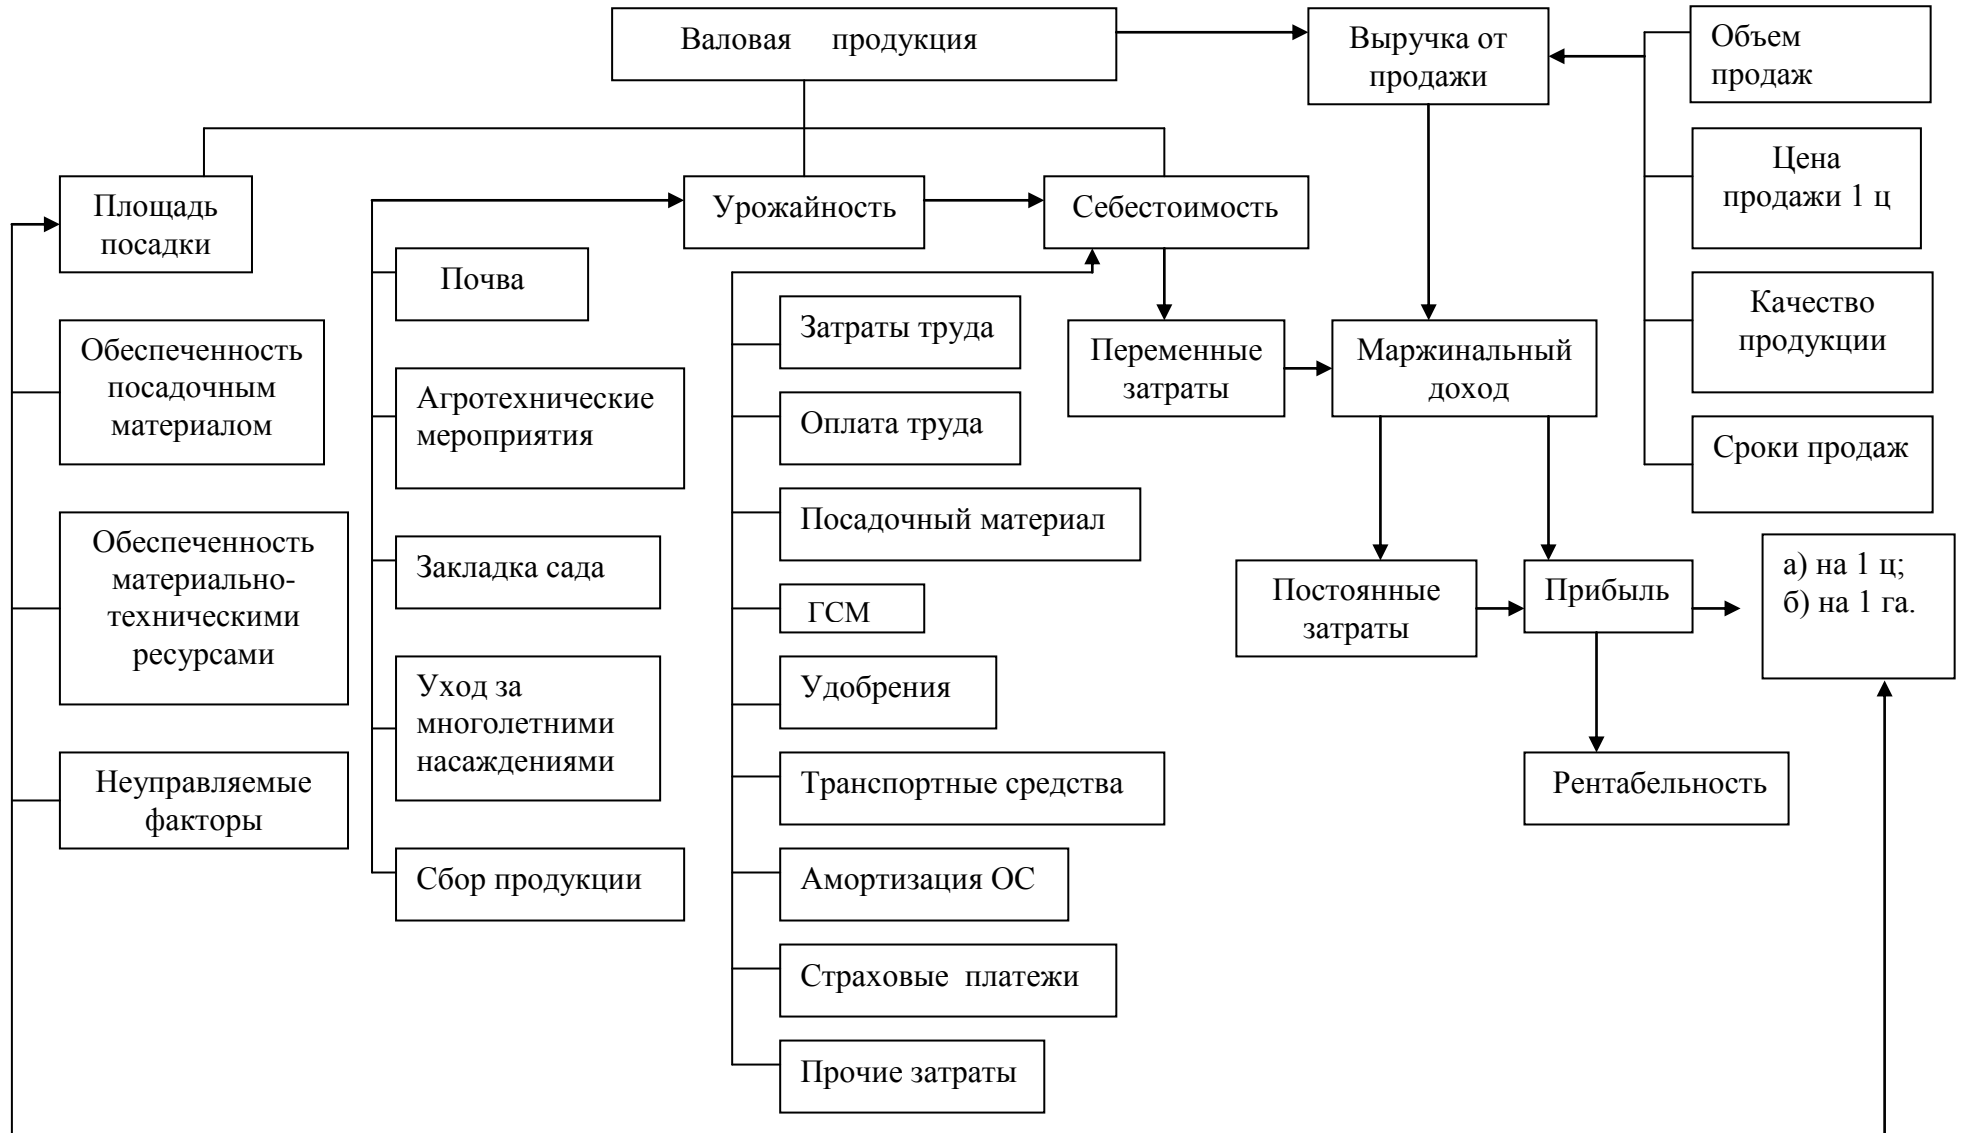 Валовая продукция
Выручка от
продажи
Объем
продаж
Цена
продажи 1 ц
Качество
продукции
Сроки продаж
Площадь
посадки
Урожайность
Себестоимость
Обеспеченность
посадочным
материалом
Обеспеченность
материально-
техническими
ресурсами
Неуправляемые
факторы
Почва
Агротехнические
мероприятия
Закладка сада
Уход за
многолетними
насаждениями
Сбор продукции
Затраты труда
Оплата труда
Посадочный материал
ГСМ
Удобрения
Транспортные средства
Амортизация ОС
Страховые платежи
Прочие затраты
Переменные
затраты
Маржинальный
доход
Постоянные
затраты
Прибыль
а) на 1 ц;
б) на 1 га.
Рентабельность